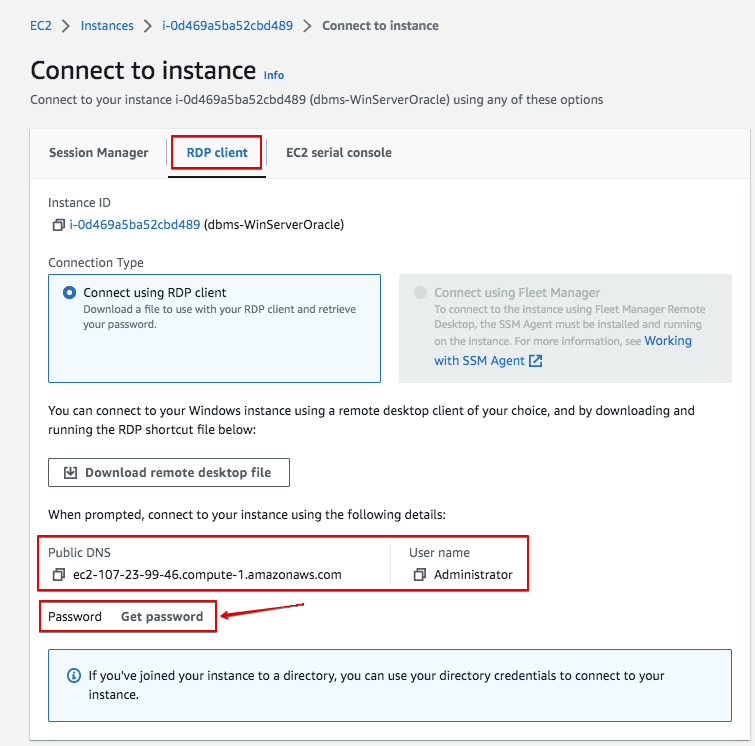 EC2 > Instances > i-0d469a5ba52cbd489 > Connect to instance
Connect to instance Info
Connect to your instance i-0d469a5ba52cbd489 (dbms-WinServerOracle) using any of these options
Session Manager RDP client EC2 serial console
Instance ID
i-0d469a5ba52cbd489 (dbms-WinServerOracle)
Connection Type
Connect using RDP client
Download a file to use with your RDP client and retrieve
your password.
Connect using Fleet Manager
To connect to the instance using Fleet Manager Remote
Desktop, the SSM Agent must be installed and running
on the instance. For more information, see Working
with SSM Agent
You can connect to your Windows instance using a remote desktop client of your choice, and by downloading and
running the RDP shortcut file below:
Download remote desktop file
When prompted, connect to your instance using the following details:
Public DNS
ec2-107-23-99-46.compute-1.amazonaws.com
User name
Administrator
Password Get password
If you've joined your instance to a directory, you can use your directory credentials to connect to your
instance.